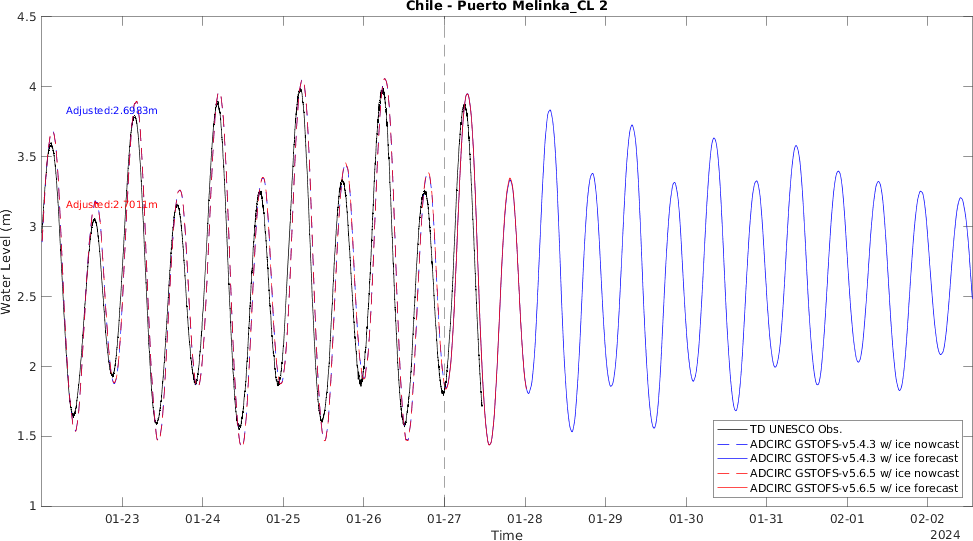 Chile - Puerto Melinka_CL 2
4.5
4
3.5
3
2.5
2
1.5
1
Water Level (m)
Adjusted:2.6983m
Adjusted:2.7011m
TD UNESCO Obs.
ADCIRC GSTOFS-v5.4.3 w/ ice nowcast
ADCIRC GSTOFS-v5.4.3 w/ ice forecast
ADCIRC GSTOFS-v5.6.5 w/ ice nowcast
ADCIRC GSTOFS-v5.6.5 w/ ice forecast
01-23 01-24 01-25 01-26 01-27 01-28 01-29 01-30 01-31 02-01 02-02
Time 2024